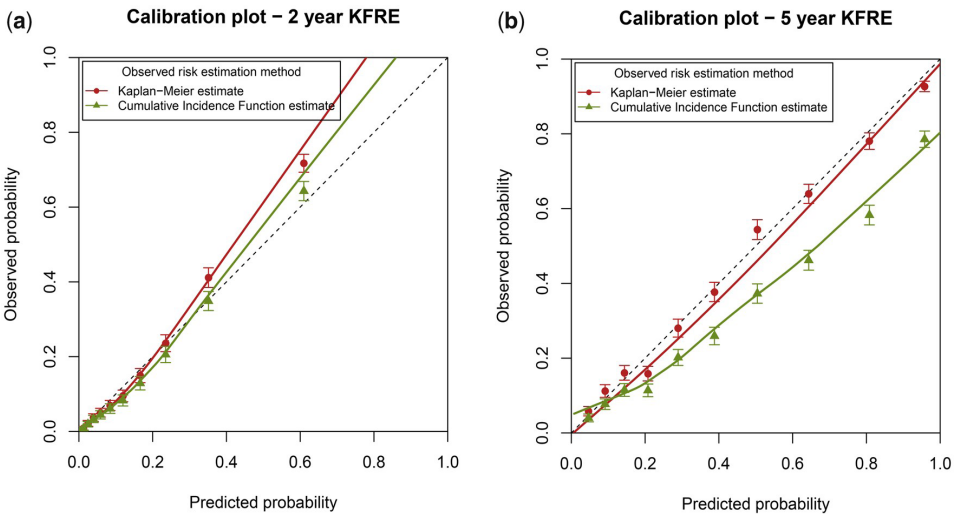 (a)
Calibration plot − 2 year KFRE
Observed risk estimation method
Kaplan−Meier estimate
Cumulative Incidence Function estimate
Observed probability
1.0
0.8
0.6
0.4
0.2
0.0
0.0 0.2 0.4 0.6 0.8 1.0
Predicted probability
(b)
Calibration plot − 5 year KFRE
Observed risk estimation method
Kaplan−Meier estimate
Cumulative Incidence Function estimate
Observed probability
1.0
0.8
0.6
0.4
0.2
0.0
0.0 0.2 0.4 0.6 0.8 1.0
Predicted probability